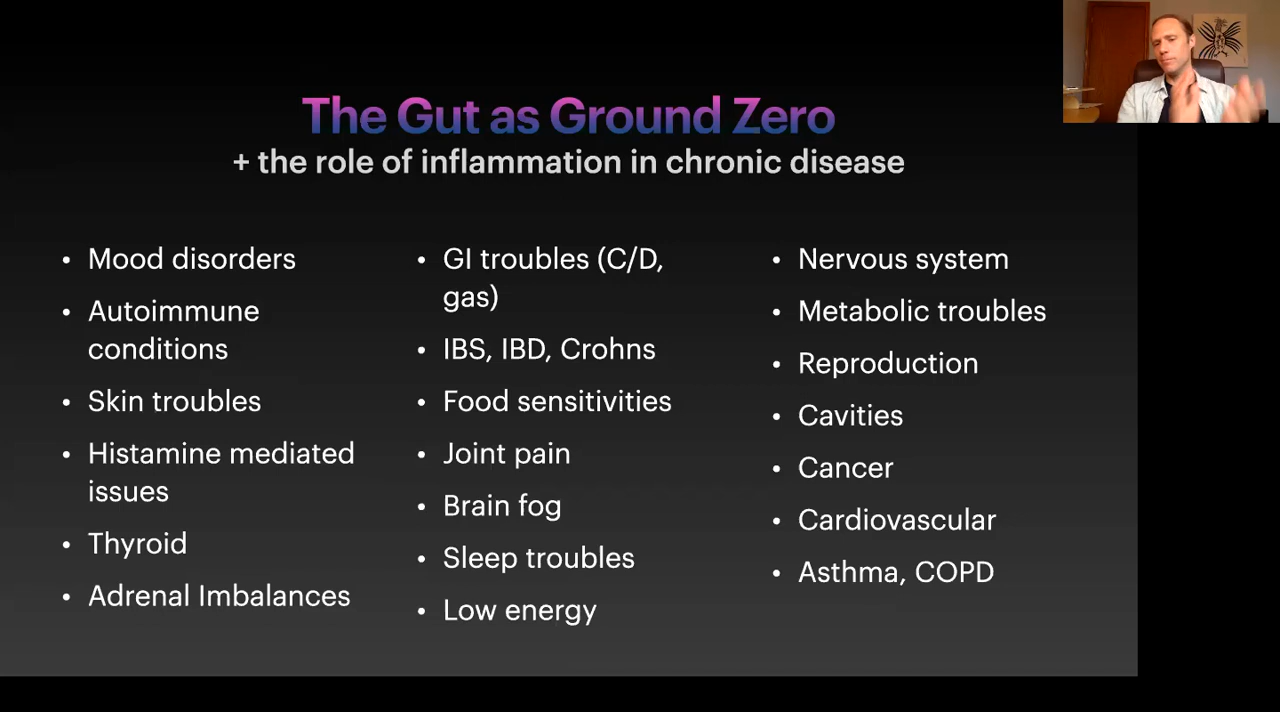 The Gut as Ground Zero
+ the role of inflammation in chronic disease
• Mood disorders
• Autoimmune
conditions
• Skin troubles
• Histamine mediated
issues
• Thyroid
• Adrenal Imbalances
• GI troubles (C/D,
gas)
• IBS, IBD, Crohns
• Food sensitivities
• Joint pain
• Brain fog
• Sleep troubles
• Low energy
• Nervous system
• Metabolic troubles
• Reproduction
• Cavities
• Cancer
• Cardiovascular
• Asthma, COPD